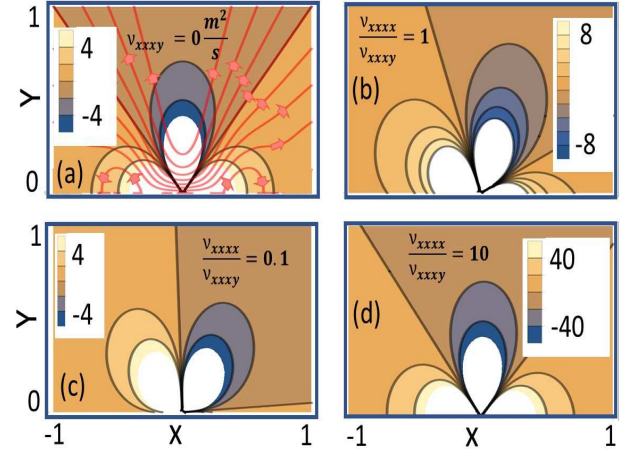 1
Y
0
4
-4
ν_xxxy = 0 m²/s
(a)
ν_xxxx/ν_xxxy = 1
8
-8
(b)
1
Y
0
4
-4
ν_xxxx/ν_xxxy = 0.1
(c)
-1
X
1
ν_xxxx/ν_xxxy = 10
40
-40
(d)
-1
X
1